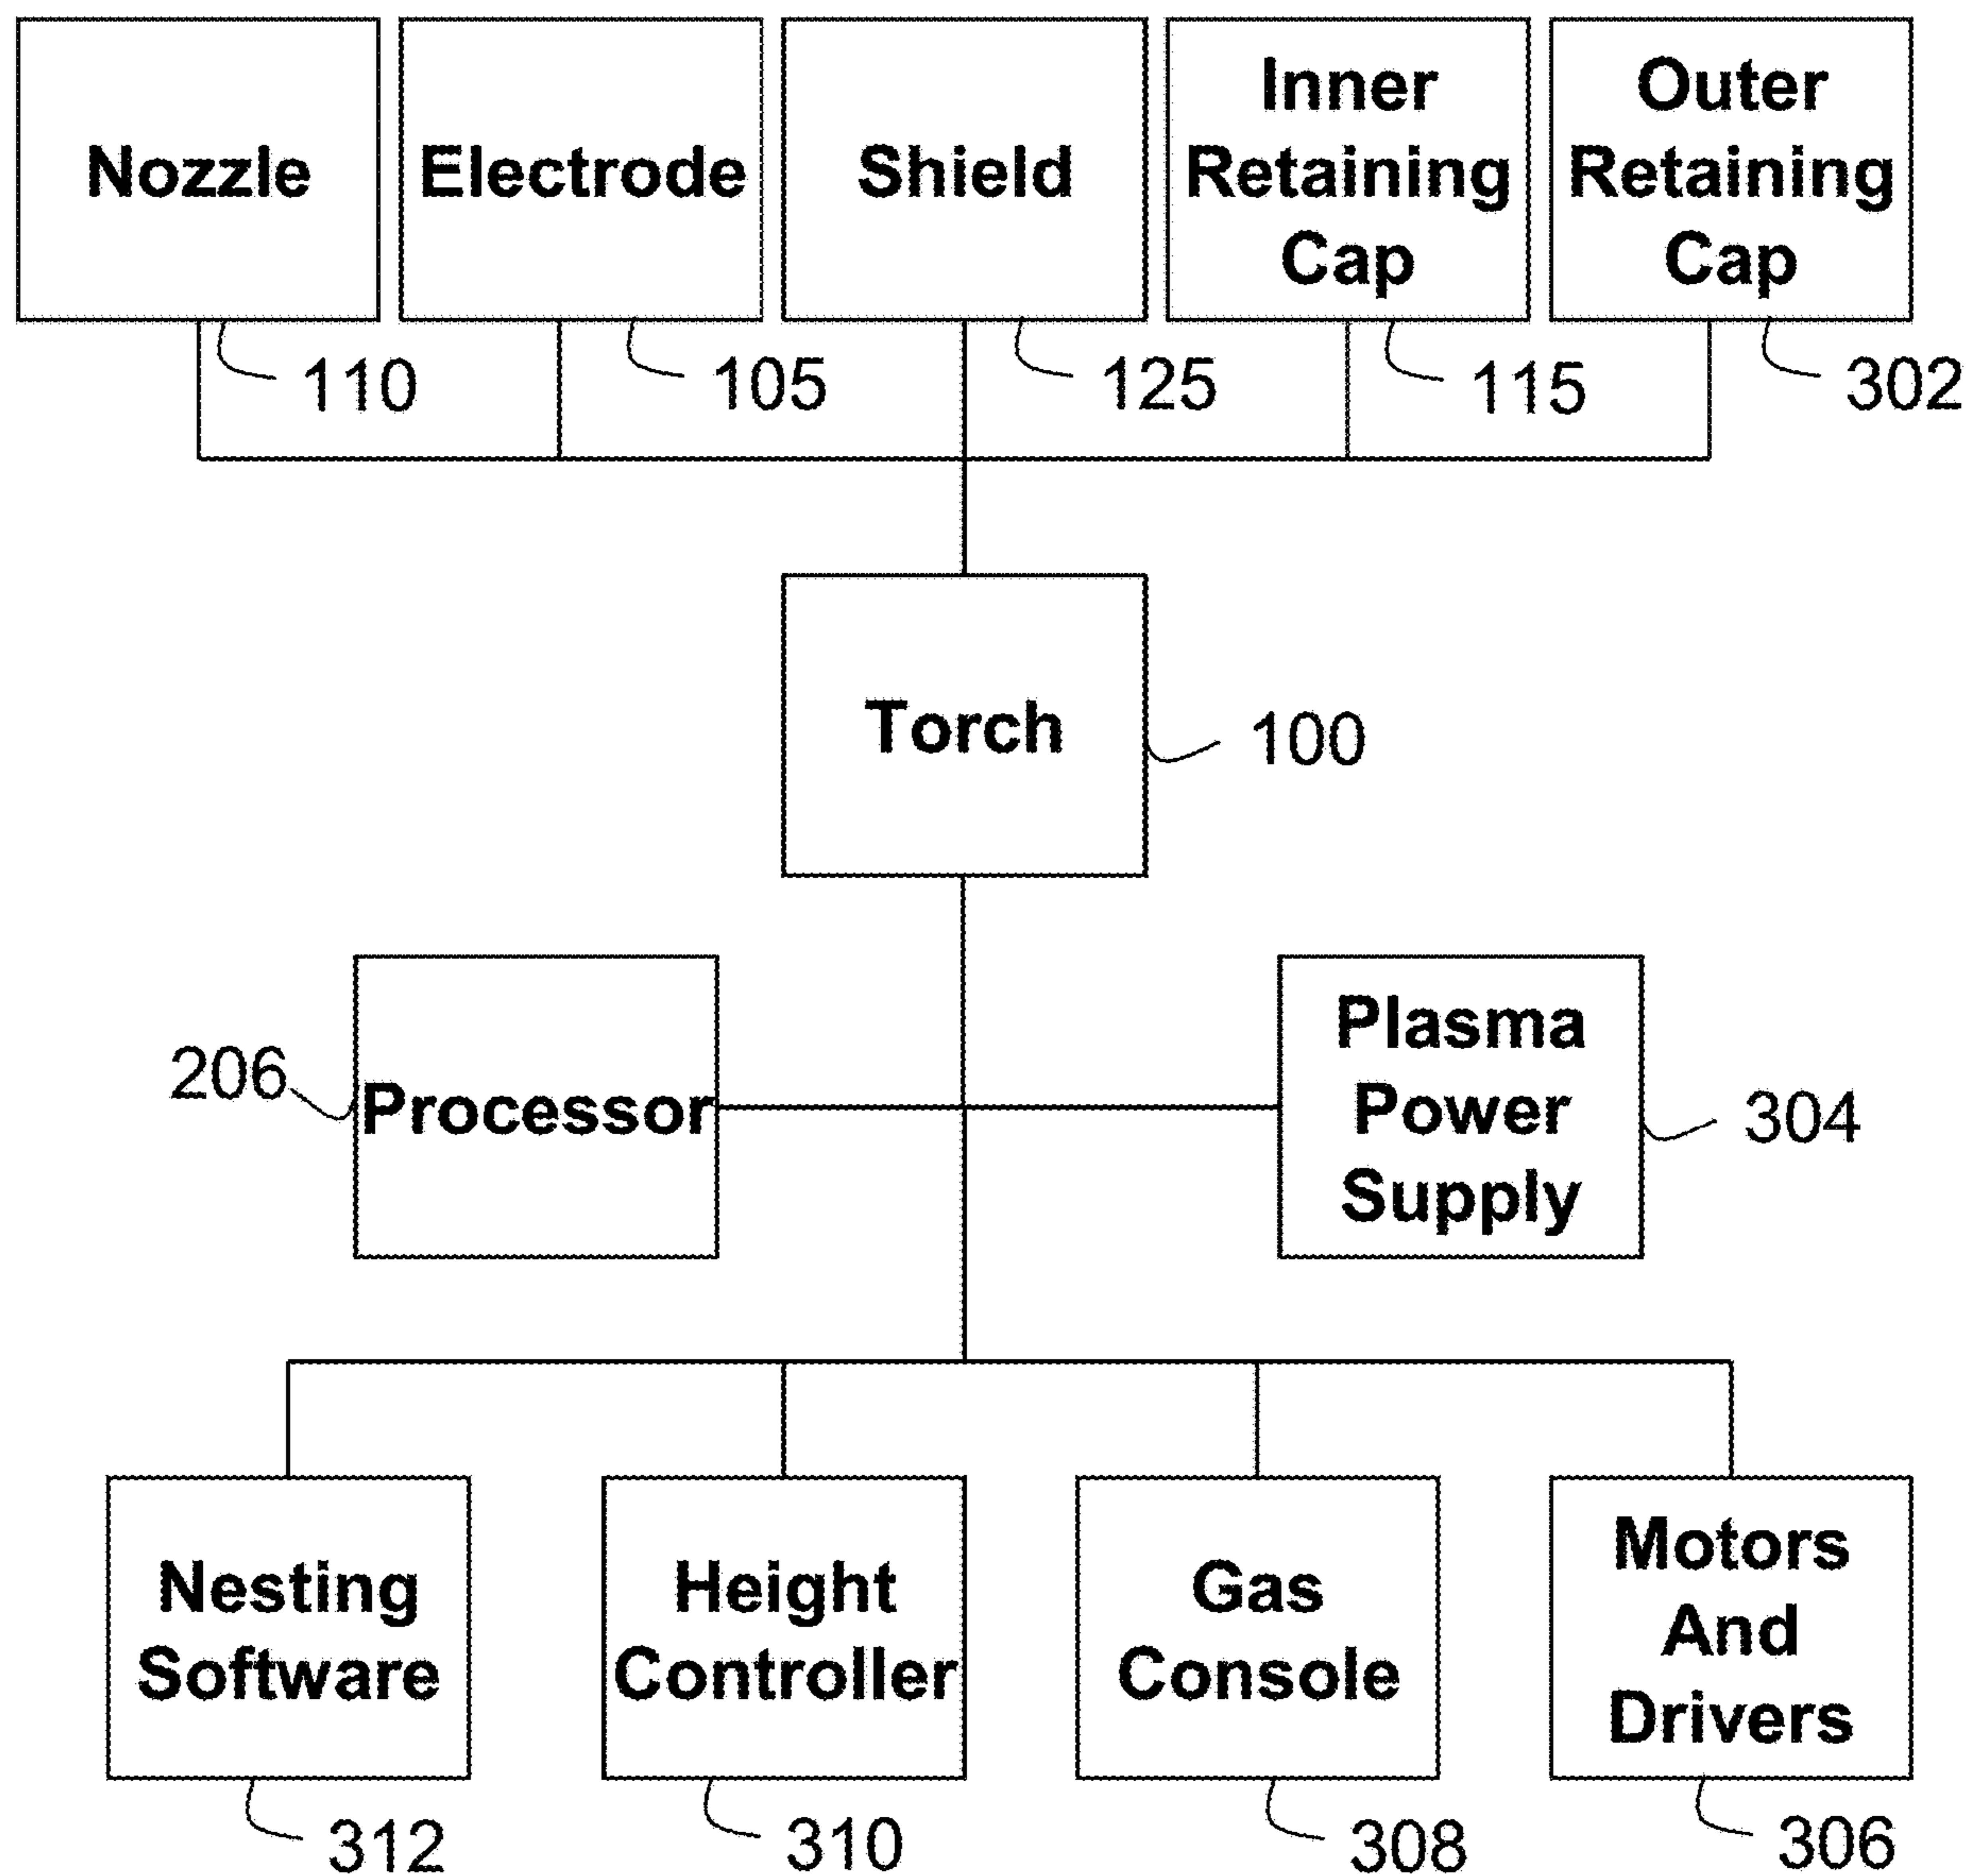 Nozzle
Electrode
Shield
Inner
Retaining
Cap
Outer
Retaining
Cap
110
105
125
115
302
Torch
100
206
Processor
Plasma
Power
Supply
304
Nesting
Software
Height
Controller
Gas
Console
Motors
And
Drivers
312
310
308
306